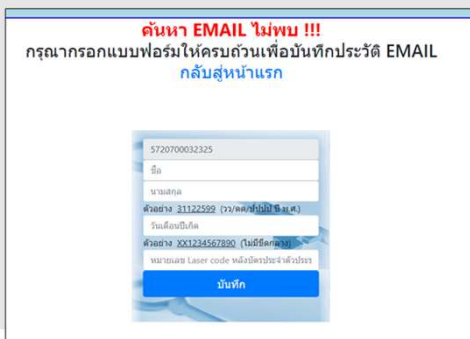 ค้นหา EMAIL ไม่พบ !!!
กรุณากรอกแบบฟอร์มให้ครบถ้วนเพื่อบันทึกประวัติ EMAIL
กลับสู่หน้าแรก
5720700032325
ชื่อ
นามสกุล
ตัวอย่าง 31122599 (วว/ดด/ปปปป ปี พ.ศ.)
วันเดือนปีเกิด
ตัวอย่าง XX1234567890 (ไม่มีขีดกลาง)
หมายเลข Laser code หลังบัตรประจำตัวประช
บันทึก